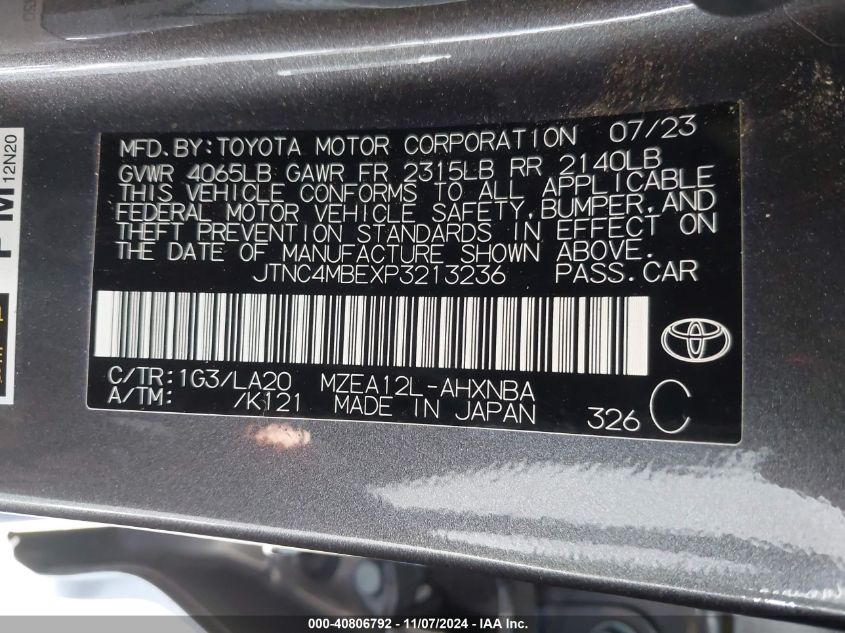 MFD. BY: TOYOTA MOTOR CORPORATION 07/23
GVWR 4065LB GAWR FR 2315LB RR 2140LB
THIS VEHICLE CONFORMS TO ALL APPLICABLE
FEDERAL MOTOR VEHICLE SAFETY, BUMPER, AND
THEFT PREVENTION STANDARDS IN EFFECT ON
THE DATE OF MANUFACTURE SHOWN ABOVE.
JTNC4MBEXP3213236 PASS.CAR
C/TR: 1G3/LA20 MZEA12L-AHXNBA
A/TM: /K121 MADE IN JAPAN 326 C
12N20
000-40806792 - 11/07/2024 - IAA Inc.